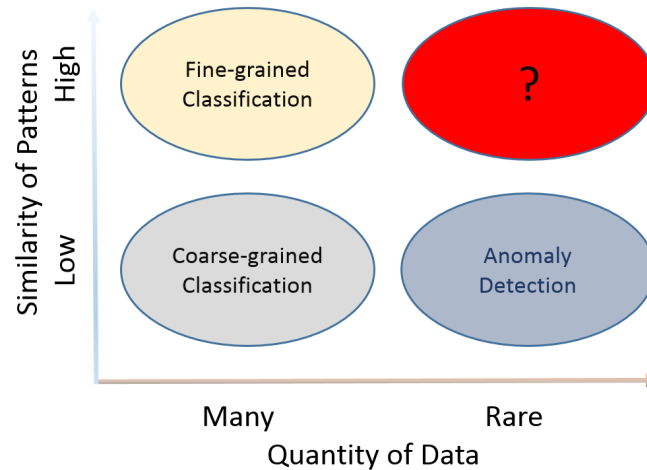 Similarity of Patterns
High
Low
Fine-grained
Classification
?
Coarse-grained
Classification
Anomaly
Detection
Many
Rare
Quantity of Data